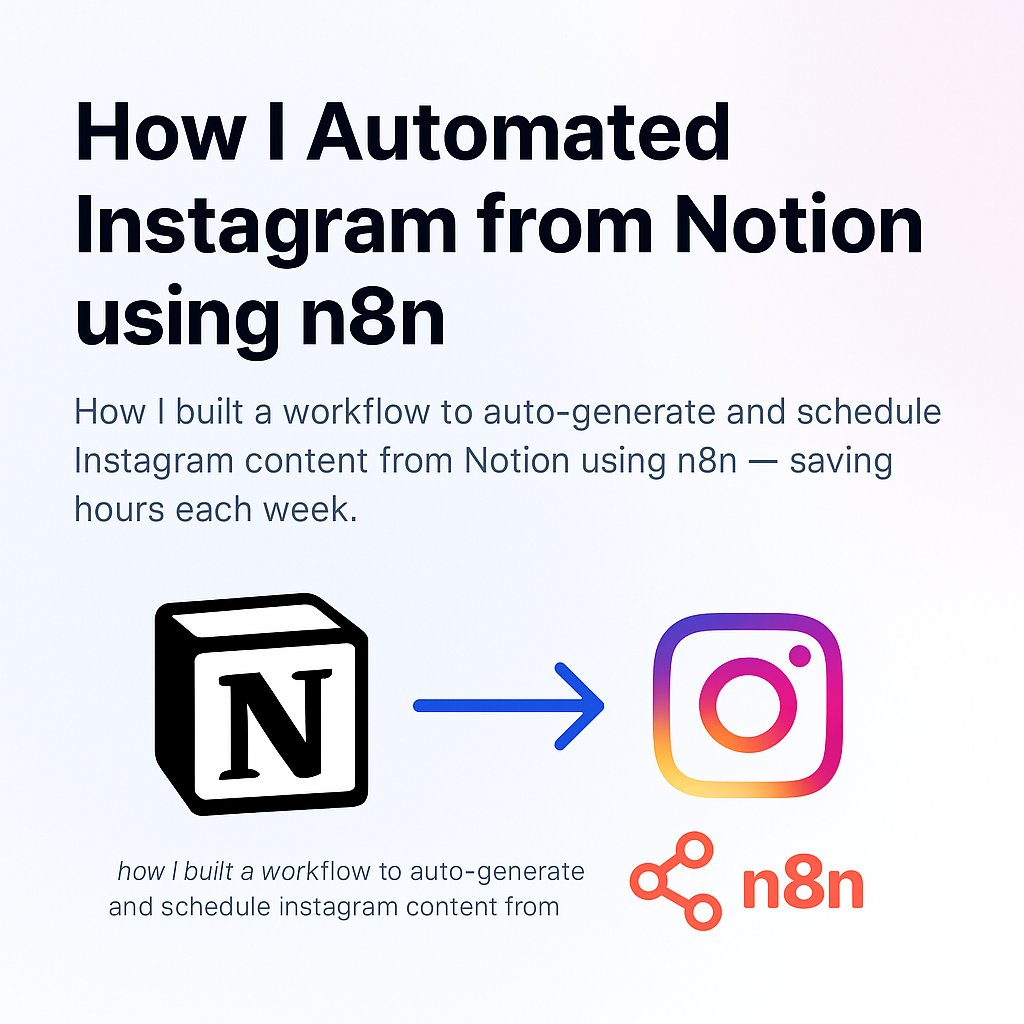 How I Automated
Instagram from Notion
using n8n
How I built a workflow to auto-generate and schedule
Instagram content from Notion using n8n — saving
hours each week.
N
how I built a workflow to auto-generate
and schedule instagram content from
n8n